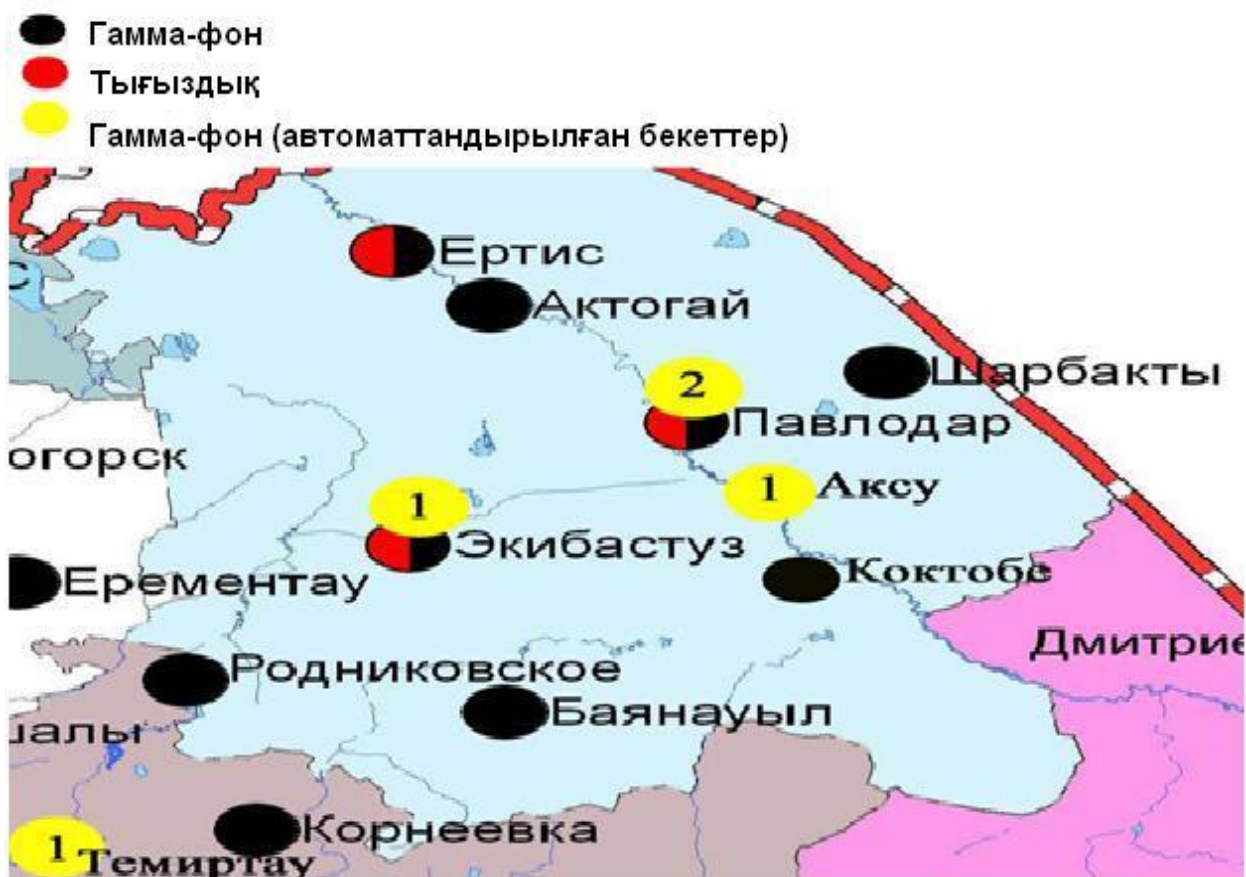 Гамма-фон
Тығыздық
Гамма-фон (автоматтандырылған бекеттер)
Ертис
С
Актогай
2
Шарбакты
Павлодар
огорск
1
1 Аксу
Экибастуз
Ерементау
Коктобе
Дмитрие
Родниковское
Баянауыл
шалы
Корнеевка
1 Темиртау